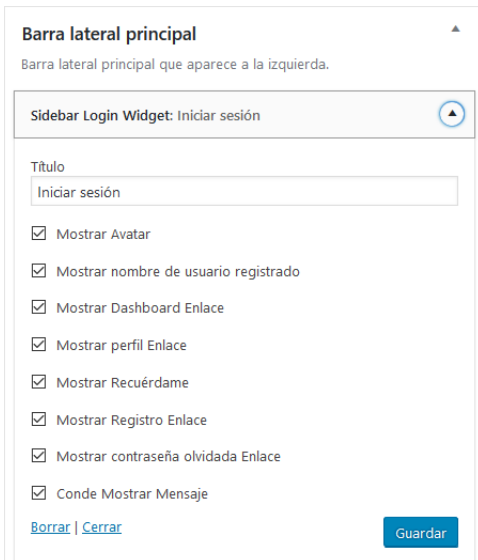 Barra lateral principal
Barra lateral principal que aparece a la izquierda.
Sidebar Login Widget: Iniciar sesión
Título
Iniciar sesión
Mostrar Avatar
Mostrar nombre de usuario registrado
Mostrar Dashboard Enlace
Mostrar perfil Enlace
Mostrar Recuérdame
Mostrar Registro Enlace
Mostrar contraseña olvidada Enlace
Conde Mostrar Mensaje
Borrar | Cerrar
Guardar